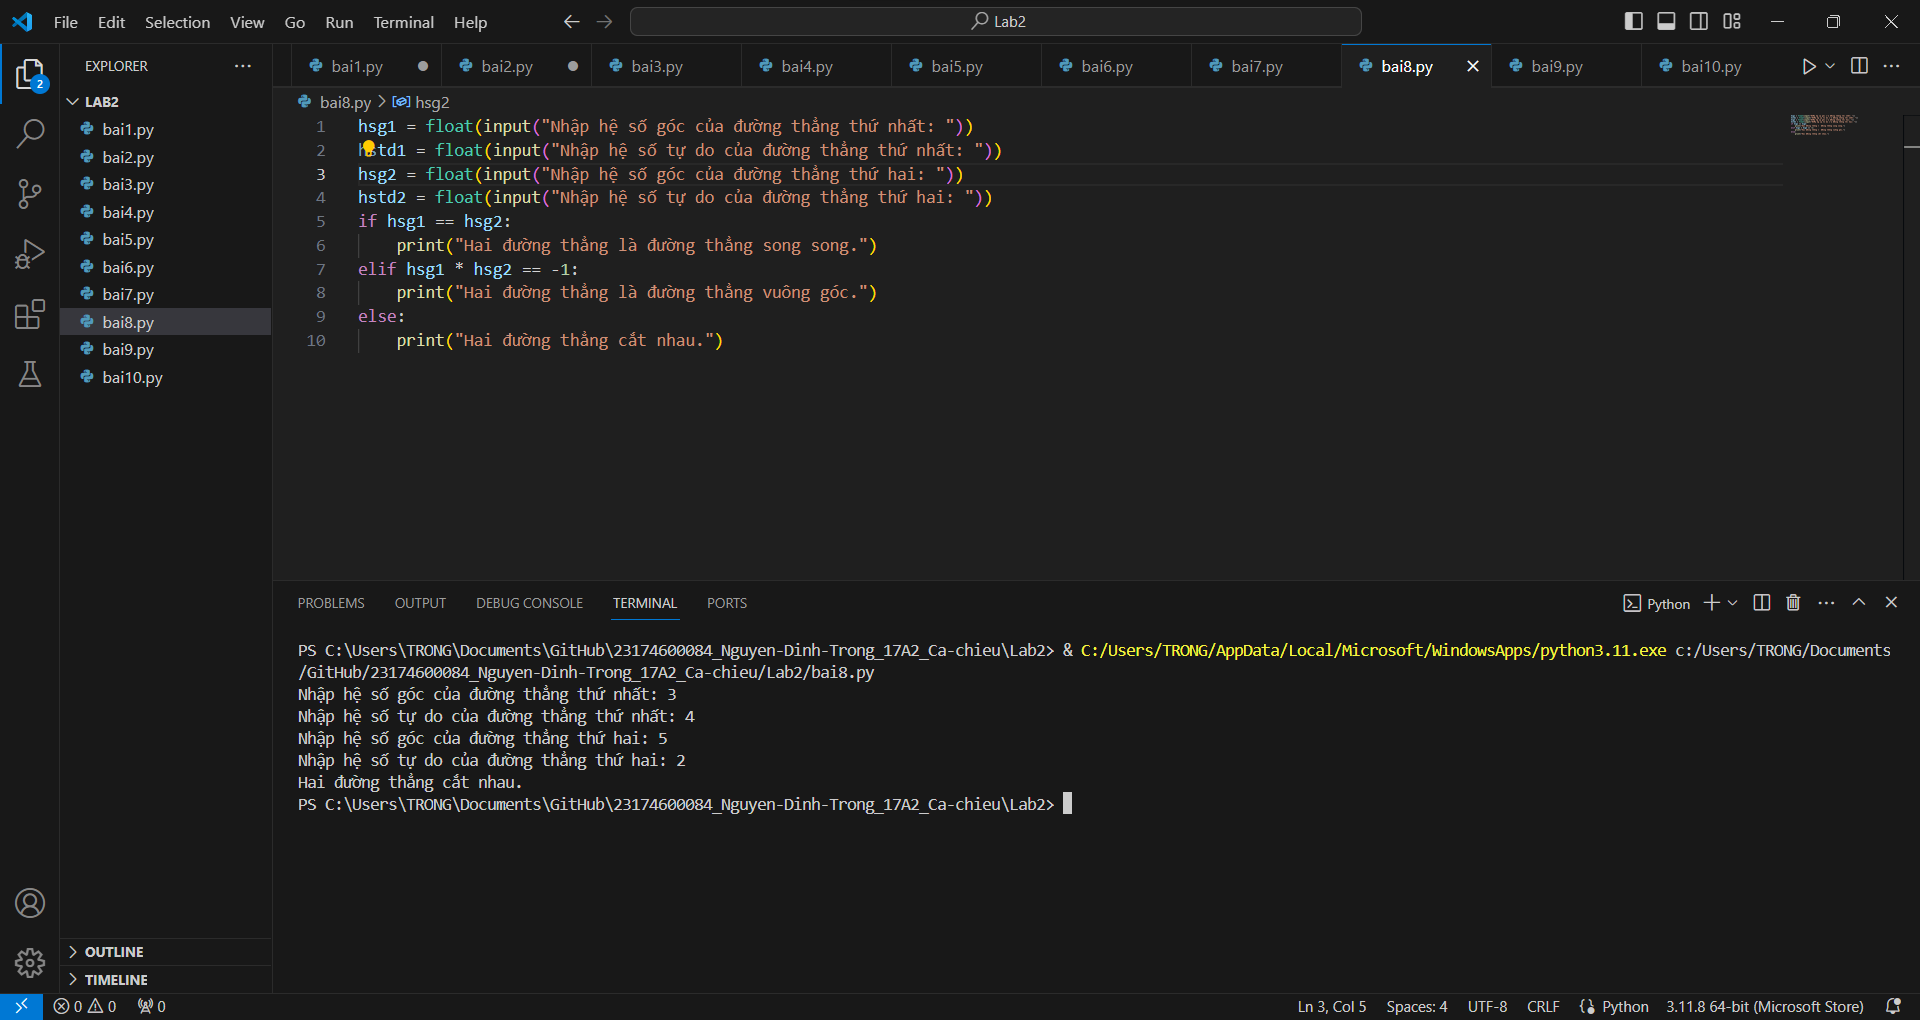 File Edit Selection View Go Run Terminal Help
Lab2
EXPLORER
2
LAB2
bai1.py
bai2.py
bai3.py
bai4.py
bai5.py
bai6.py
bai7.py
bai8.py
bai9.py
bai10.py
OUTLINE
TIMELINE
bai1.py bai2.py bai3.py bai4.py bai5.py bai6.py bai7.py bai8.py bai9.py bai10.py
bai8.py > hsg2
1 hsg1 = float(input("Nhập hệ số góc của đường thẳng thứ nhất: "))
2 hstd1 = float(input("Nhập hệ số tự do của đường thẳng thứ nhất: "))
3 hsg2 = float(input("Nhập hệ số góc của đường thẳng thứ hai: "))
4 hstd2 = float(input("Nhập hệ số tự do của đường thẳng thứ hai: "))
5 if hsg1 == hsg2:
6 print("Hai đường thẳng là đường thẳng song song.")
7 elif hsg1 * hsg2 == -1:
8 print("Hai đường thẳng là đường thẳng vuông góc.")
9 else:
10 print("Hai đường thẳng cắt nhau.")
PROBLEMS OUTPUT DEBUG CONSOLE TERMINAL PORTS
Python
PS C:\Users\TRONG\Documents\GitHub\23174600084_Nguyen-Dinh-Trong_17A2_Ca-chieu\Lab2> & C:/Users/TRONG/AppData/Local/Microsoft/WindowsApps/python3.11.exe c:/Users/TRONG/Documents
/GitHub/23174600084_Nguyen-Dinh-Trong_17A2_Ca-chieu/Lab2/bai8.py
Nhập hệ số góc của đường thẳng thứ nhất: 3
Nhập hệ số tự do của đường thẳng thứ nhất: 4
Nhập hệ số góc của đường thẳng thứ hai: 5
Nhập hệ số tự do của đường thẳng thứ hai: 2
Hai đường thẳng cắt nhau.
PS C:\Users\TRONG\Documents\GitHub\23174600084_Nguyen-Dinh-Trong_17A2_Ca-chieu\Lab2>
0 0 0 Ln 3, Col 5 Spaces: 4 UTF-8 CRLF Python 3.11.8 64-bit (Microsoft Store)